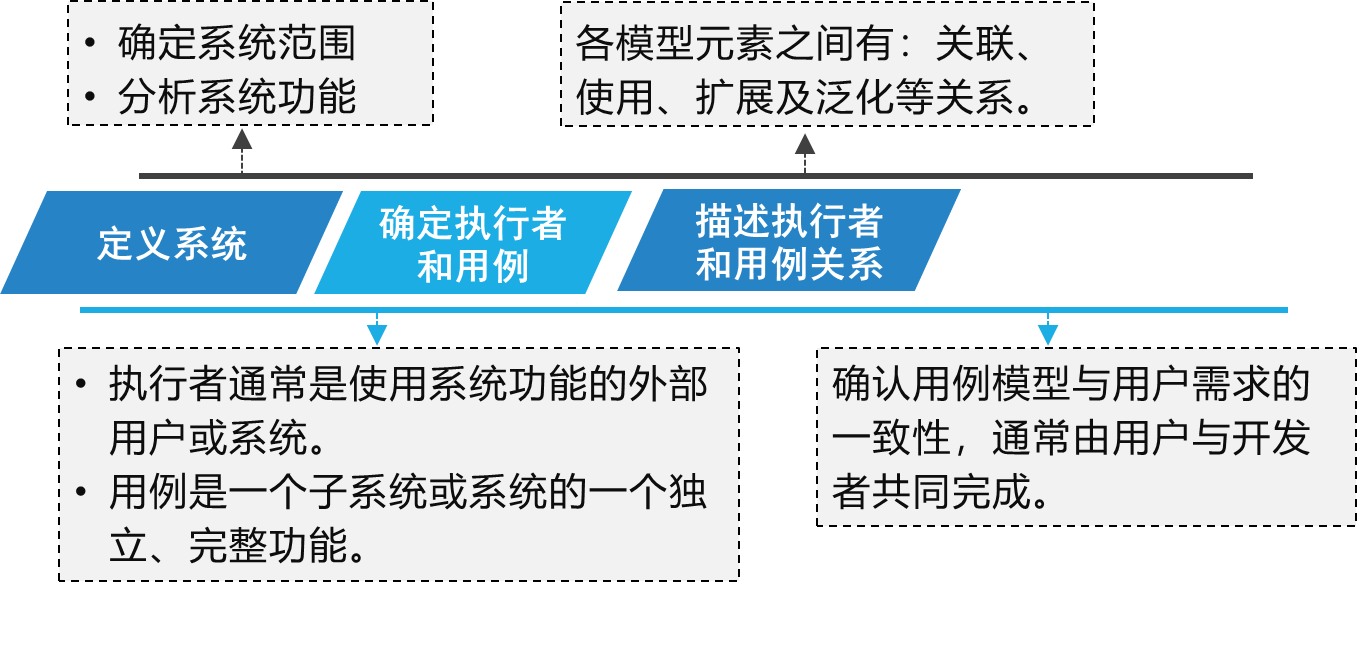 • 确定系统范围
• 分析系统功能
各模型元素之间有：关联、
使用、扩展及泛化等关系。
定义系统
确定执行者
和用例
描述执行者
和用例关系
• 执行者通常是使用系统功能的外部
用户或系统。
• 用例是一个子系统或系统的一个独
立、完整功能。
确认用例模型与用户需求的
一致性，通常由用户与开发
者共同完成。